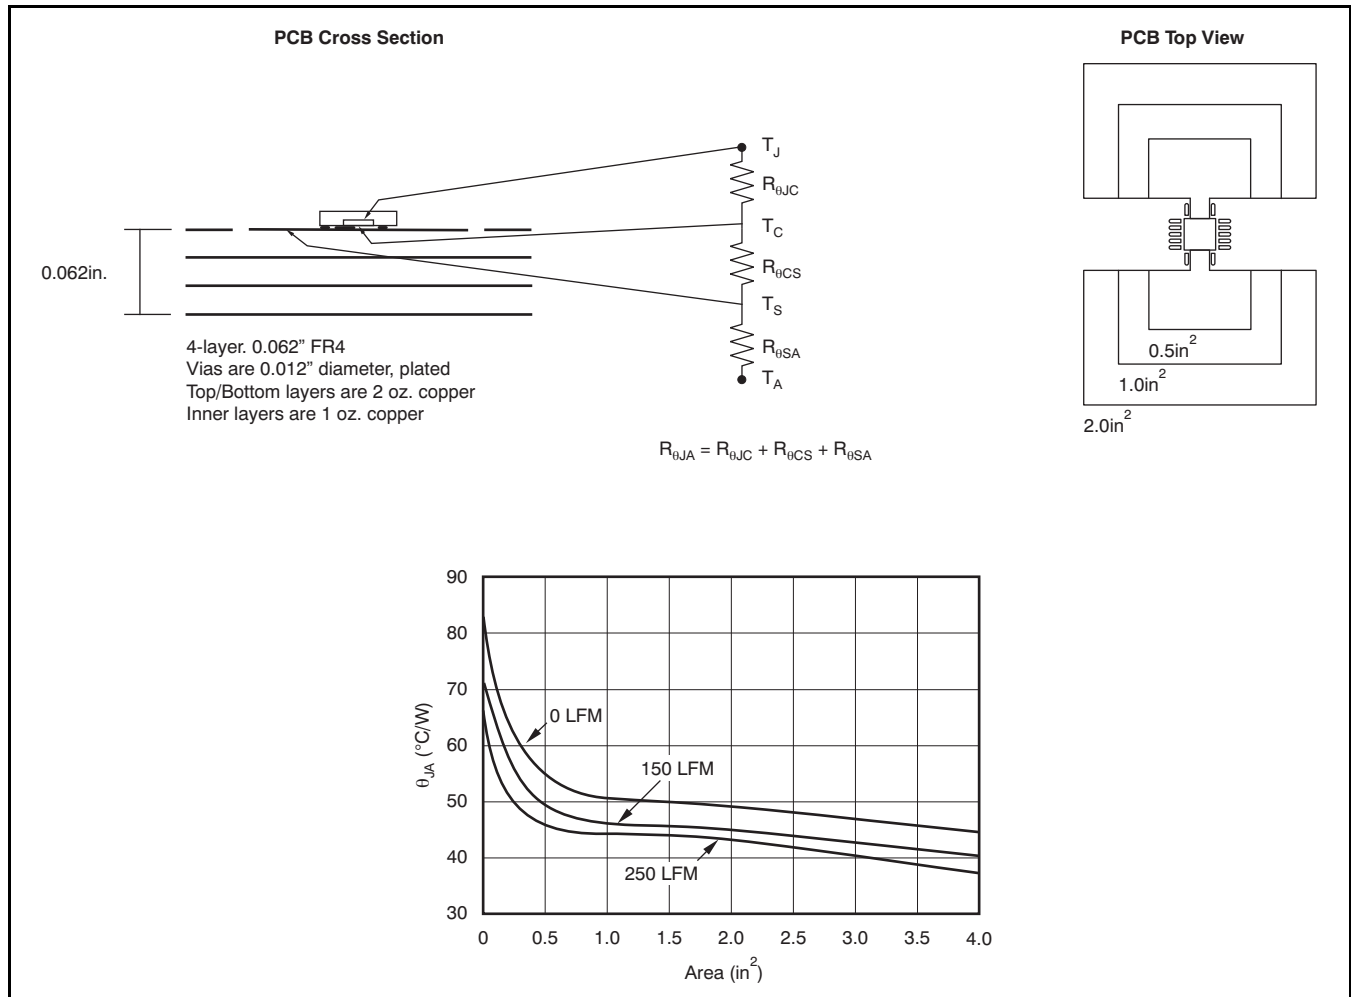 PCB Cross Section
PCB Top View
T_J
R_θJC
T_C
R_θCS
T_S
R_θSA
T_A
0.062in.
4-layer. 0.062” FR4
Vias are 0.012” diameter, plated
Top/Bottom layers are 2 oz. copper
Inner layers are 1 oz. copper
0.5in²
1.0in²
2.0in²
R_θJA = R_θJC + R_θCS + R_θSA
90
80
70
60
50
40
30
θ_JA (°C/W)
0 LFM
150 LFM
250 LFM
0 0.5 1.0 1.5 2.0 2.5 3.0 3.5 4.0
Area (in²)